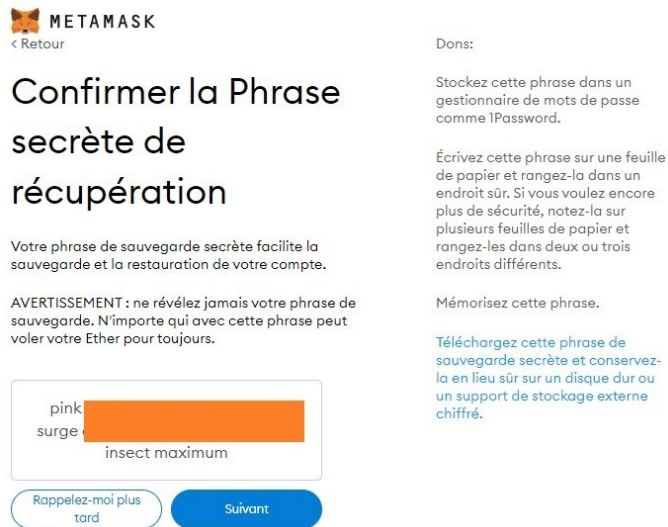 METAMASK
< Retour
Confirmer la Phrase
secrète de
récupération
Votre phrase de sauvegarde secrète facilite la
sauvegarde et la restauration de votre compte.
AVERTISSEMENT : ne révélez jamais votre phrase de
sauvegarde. N'importe qui avec cette phrase peut
voler votre Ether pour toujours.
pink
surge
insect maximum
Rappelez-moi plus
tard
Suivant
Dons:
Stockez cette phrase dans un
gestionnaire de mots de passe
comme 1Password.
Écrivez cette phrase sur une feuille
de papier et rangez-la dans un
endroit sûr. Si vous voulez encore
plus de sécurité, notez-la sur
plusieurs feuilles de papier et
rangez-les dans deux ou trois
endroits différents.
Mémorisez cette phrase.
Téléchargez cette phrase de
sauvegarde secrète et conservez-
la en lieu sûr sur un disque dur ou
un support de stockage externe
chiffré.